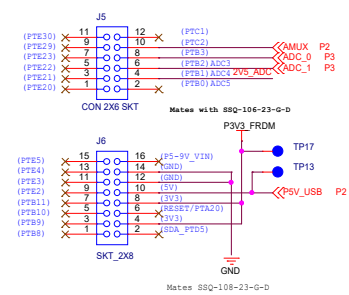 J5
(PTE30) 11 12 (PTC1)
(PTE29) 9 10 (PTC2) AMUX P2
(PTE23) 7 8 (PTB3) ADC_0 P3
(PTE22) 5 6 (PTB2) ADC3 ADC_1 P3
(PTE21) 3 4 (PTB1) ADC4 2V5_ADC
(PTE20) 1 2 (PTB0) ADC5
CON 2X6 SKT
Mates with SSQ-106-23-G-D
P3V3_FRDM
J6
TP17
(PTE5) 15 16 (P5-9V_VIN)
(PTE4) 13 14 (GND)
TP13
(PTE3) 11 12 (GND)
(PTE2) 9 10 (5V) P5V_USB P2
(PTB11) 7 8 (3V3)
(PTB10) 5 6 (RESET/PTA20)
(PTB9) 3 4 (3V3)
(PTB8) 1 2 (SDA_PTD5)
SKT_2X8
GND
Mates SSQ-108-23-G-D